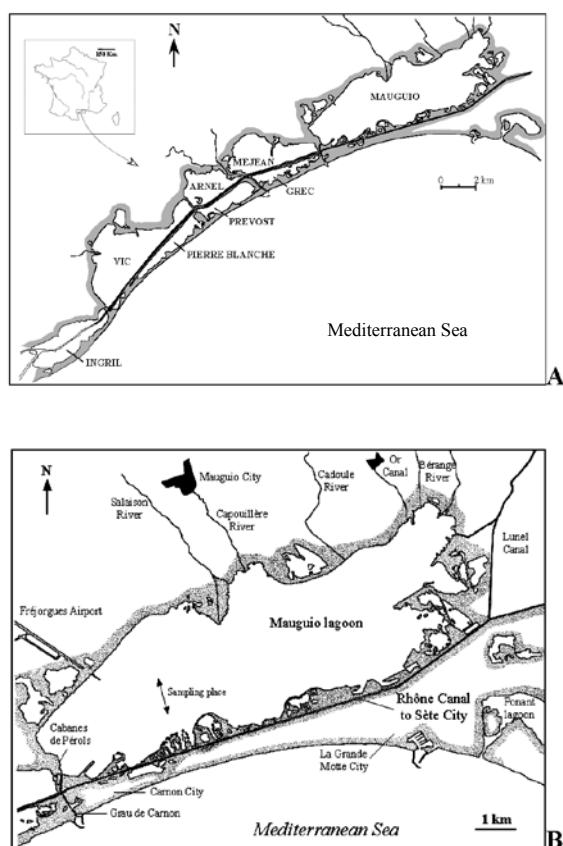 N
150 Km
MAUGUIO
MEJEAN
ARNEL
GREC
0 2 km
PREVOST
PIERRE BLANCHE
VIC
Mediterranean Sea
INGRIL
A
N
Mauguio City
Salaison
River
Capouillère
River
Cadoule
River
Or
Canal
Bérange
River
Lunel
Canal
Fréjorgues Airport
Mauguio lagoon
Sampling place
Rhône Canal
to Sète City
Ponant
lagoon
Cabanes
de Pérols
La Grande
Motte City
Carnon City
Grau de Carnon
1 km
Mediterranean Sea
B